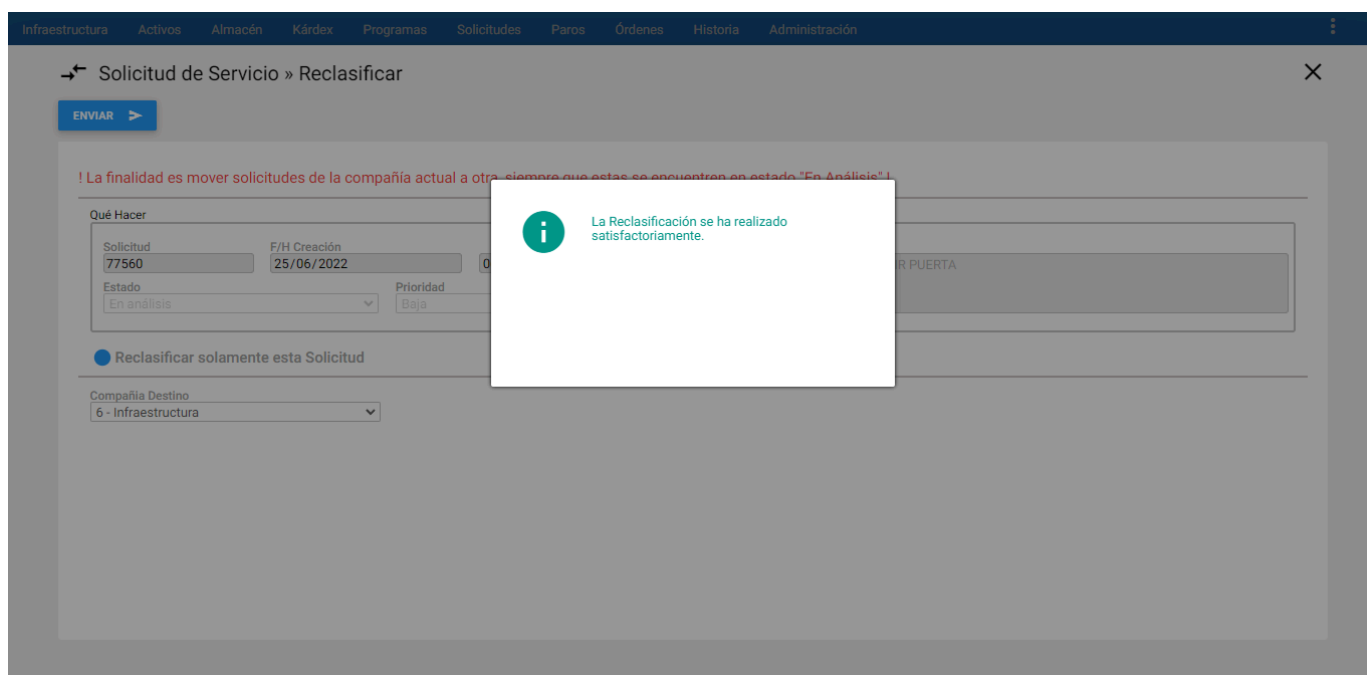 Infraestructura Activos Almacén Kárdex Programas Solicitudes Paros Órdenes Historia Administración
Solicitud de Servicio » Reclasificar
ENVIAR
! La finalidad es mover solicitudes de la compañía actual a otra, siempre que estas se encuentren en estado "En Análisis" !
Qué Hacer
Solicitud F/H Creación
77560 25/06/2022 0 PUERTA
Estado Prioridad
En análisis Baja
Reclasificar solamente esta Solicitud
Compañia Destino
6 - Infraestructura
La Reclasificación se ha realizado
satisfactoriamente.